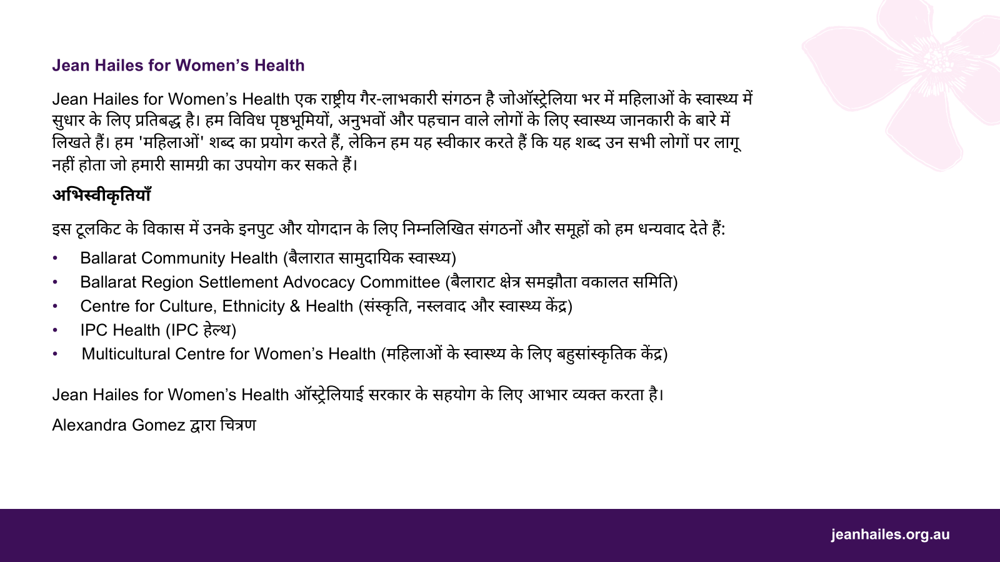 Jean Hailes for Women’s Health
Jean Hailes for Women’s Health एक राष्ट्रीय गैर-लाभकारी संगठन है जोऑस्ट्रेलिया भर में महिलाओं के स्वास्थ्य में
सुधार के लिए प्रतिबद्ध है। हम विविध पृष्ठभूमियों, अनुभवों और पहचान वाले लोगों के लिए स्वास्थ्य जानकारी के बारे में
लिखते हैं। हम 'महिलाओं' शब्द का प्रयोग करते हैं, लेकिन हम यह स्वीकार करते हैं कि यह शब्द उन सभी लोगों पर लागू
नहीं होता जो हमारी सामग्री का उपयोग कर सकते हैं।
अभिस्वीकृतियाँ
इस टूलकिट के विकास में उनके इनपुट और योगदान के लिए निम्नलिखित संगठनों और समूहों को हम धन्यवाद देते हैं:
• Ballarat Community Health (बैलारात सामुदायिक स्वास्थ्य)
• Ballarat Region Settlement Advocacy Committee (बैलाराट क्षेत्र समझौता वकालत समिति)
• Centre for Culture, Ethnicity & Health (संस्कृति, नस्लवाद और स्वास्थ्य केंद्र)
• IPC Health (IPC हेल्थ)
• Multicultural Centre for Women’s Health (महिलाओं के स्वास्थ्य के लिए बहुसांस्कृतिक केंद्र)
Jean Hailes for Women’s Health ऑस्ट्रेलियाई सरकार के सहयोग के लिए आभार व्यक्त करता है।
Alexandra Gomez द्वारा चित्रण
jeanhailes.org.au